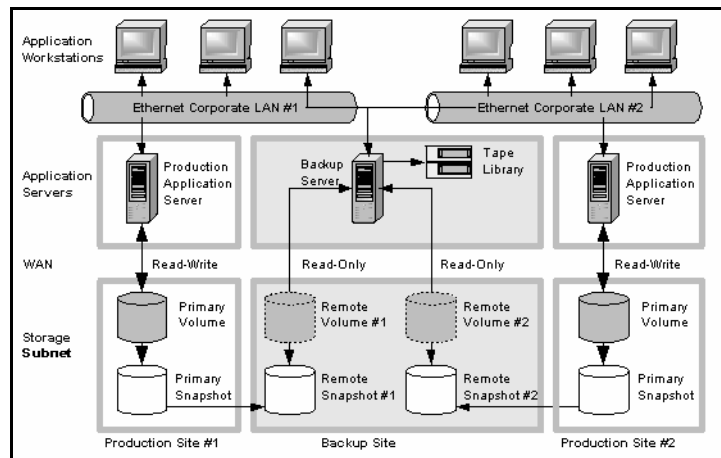 Application
Workstations
Ethernet Corporate LAN #1
Ethernet Corporate LAN #2
Application
Servers
Production
Application
Server
Backup
Server
Tape
Library
Production
Application
Server
WAN
Read-Write
Read-Only
Read-Only
Read-Write
Storage
Subnet
Primary
Volume
Remote
Volume #1
Remote
Volume #2
Primary
Volume
Primary
Snapshot
Remote
Snapshot #1
Remote
Snapshot #2
Primary
Snapshot
Production Site #1
Backup Site
Production Site #2